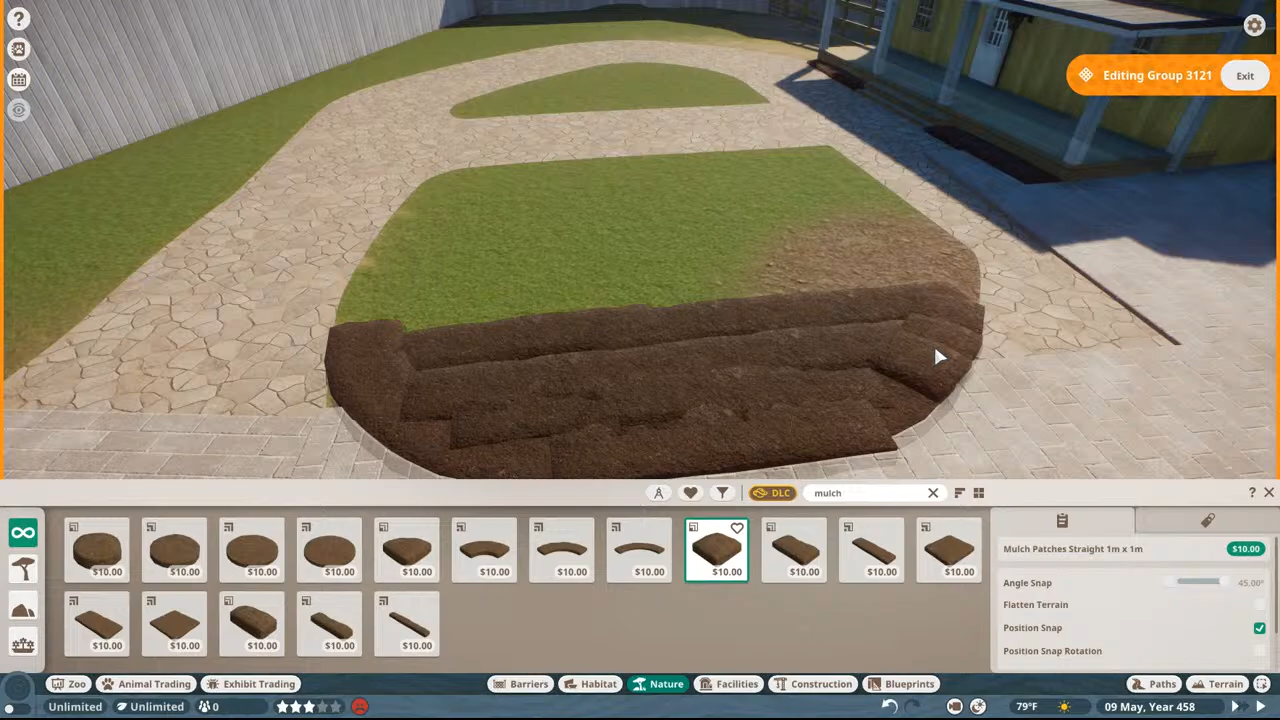 ?
Editing Group 3121 Exit
DLC mulch ? ×
$10.00 $10.00 $10.00 $10.00 $10.00 $10.00 $10.00 $10.00 $10.00 $10.00 $10.00 $10.00
$10.00 $10.00 $10.00 $10.00 $10.00
Mulch Patches Straight 1m x 1m $10.00
Angle Snap 45.00°
Flatten Terrain
Position Snap
Position Snap Rotation
Zoo Animal Trading Exhibit Trading Barriers Habitat Nature Facilities Construction Blueprints Paths Terrain
Unlimited Unlimited 0 79°F 09 May, Year 458